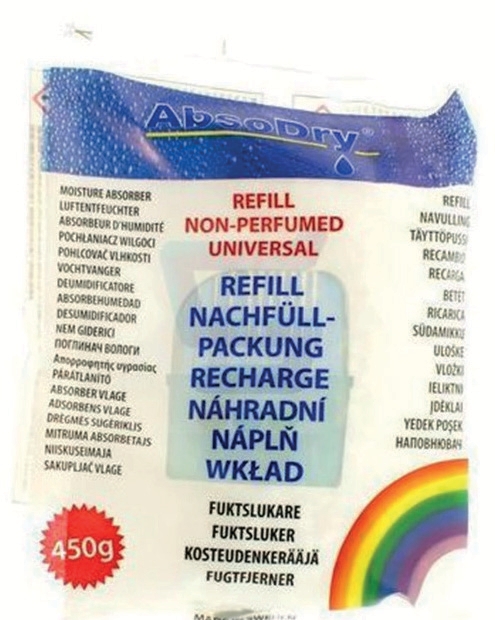 AbsoDry®
MOISTURE ABSORBER
LUFTENTFEUCHTER
ABSORBEUR D'HUMIDITÉ
POCHŁANIACZ WILGOCI
POHLCOVAČ VLHKOSTI
VOCHTVANGER
DEUMIDIFICATORE
ABSORBEHUMEDAD
DESUMIDIFICADOR
NEM GIDERICI
ПОГЛИНАЧ ВОЛОГИ
Απορροφητής υγρασίας
PÁRÁTLANÍTÓ
ABSORBER VLAGE
ADSORBENS VLAGE
DRĖGMĖS SUGĖRIKLIS
MITRUMA ABSORBETAJS
NIISKUSEIMAJA
SAKUPLJAČ VLAGE
450g
REFILL
NON-PERFUMED
UNIVERSAL
REFILL
NACHFÜLL-
PACKUNG
RECHARGE
NÁHRADNÍ
NÁPLŇ
WKŁAD
FUKTSLUKARE
FUKTSLUKER
KOSTEUDENKERÄÄJÄ
FUGTFJERNER
REFILL
NAVULLING
TÄYTTÖPUSSI
RECAMBIO
RECARGA
BETÉT
RICARICA
SÜDAMIKKE
ULOŠKE
VLOŽKI
IELIKTNI
ĮDĖKLAI
YEDEK POŞEK
НАПОВНЮВАЧ